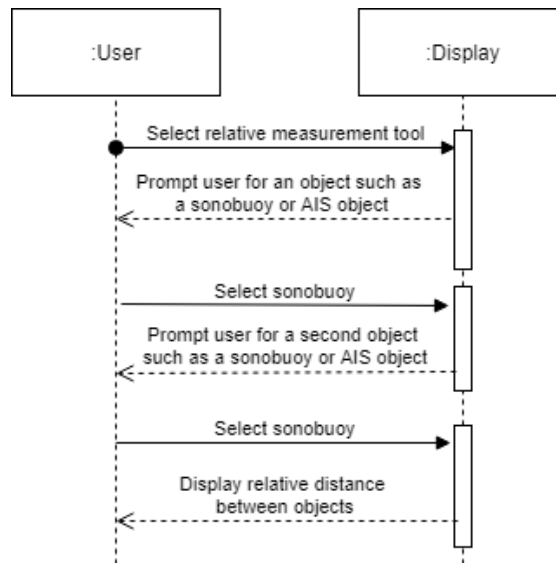 :User
:Display
Select relative measurement tool
Prompt user for an object such as
a sonobuoy or AIS object
Select sonobuoy
Prompt user for a second object
such as a sonobuoy or AIS object
Select sonobuoy
Display relative distance
between objects